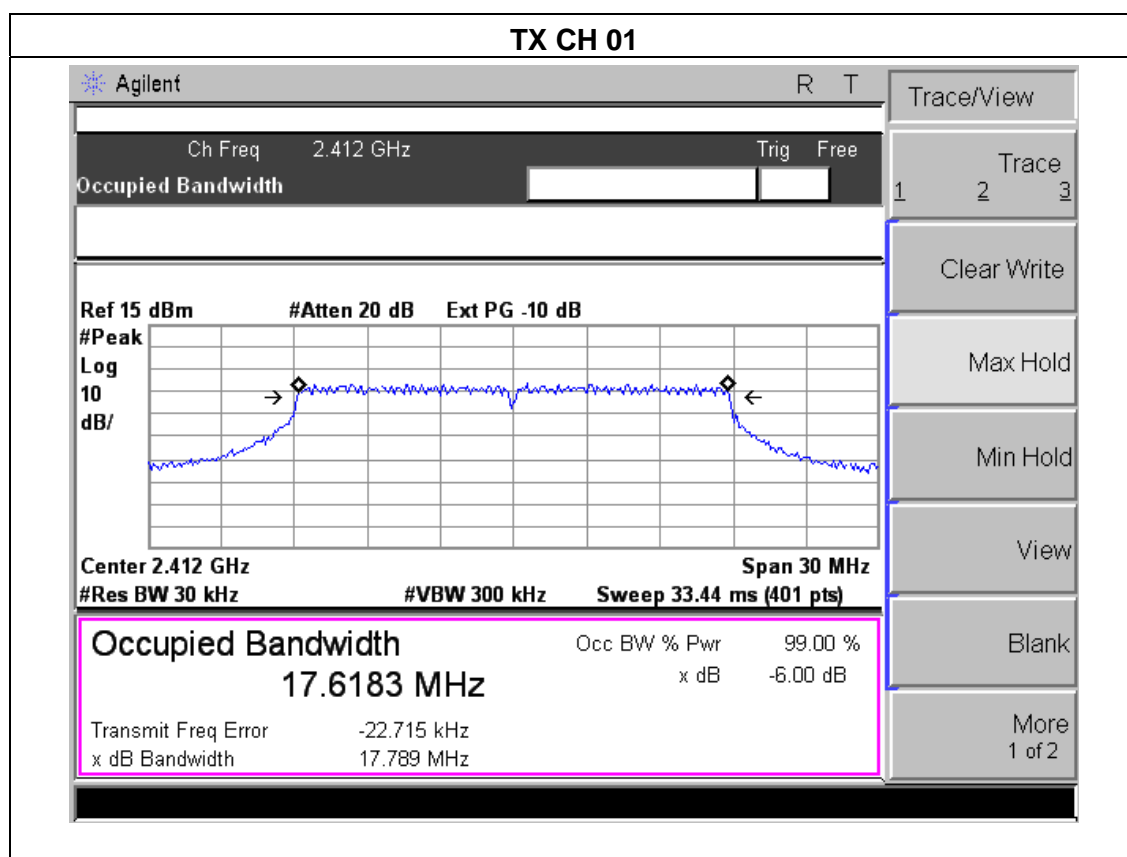 TX CH 01
Agilent R T
Trace/View
Ch Freq 2.412 GHz Trig Free
Occupied Bandwidth
Trace
1 2 3
Clear Write
Ref 15 dBm #Atten 20 dB Ext PG -10 dB
#Peak
Log
10
dB/
Max Hold
Min Hold
View
Center 2.412 GHz Span 30 MHz
#Res BW 30 kHz #VBW 300 kHz Sweep 33.44 ms (401 pts)
Occupied Bandwidth Occ BW % Pwr 99.00 %
17.6183 MHz x dB -6.00 dB
Blank
Transmit Freq Error -22.715 kHz
x dB Bandwidth 17.789 MHz
More
1 of 2